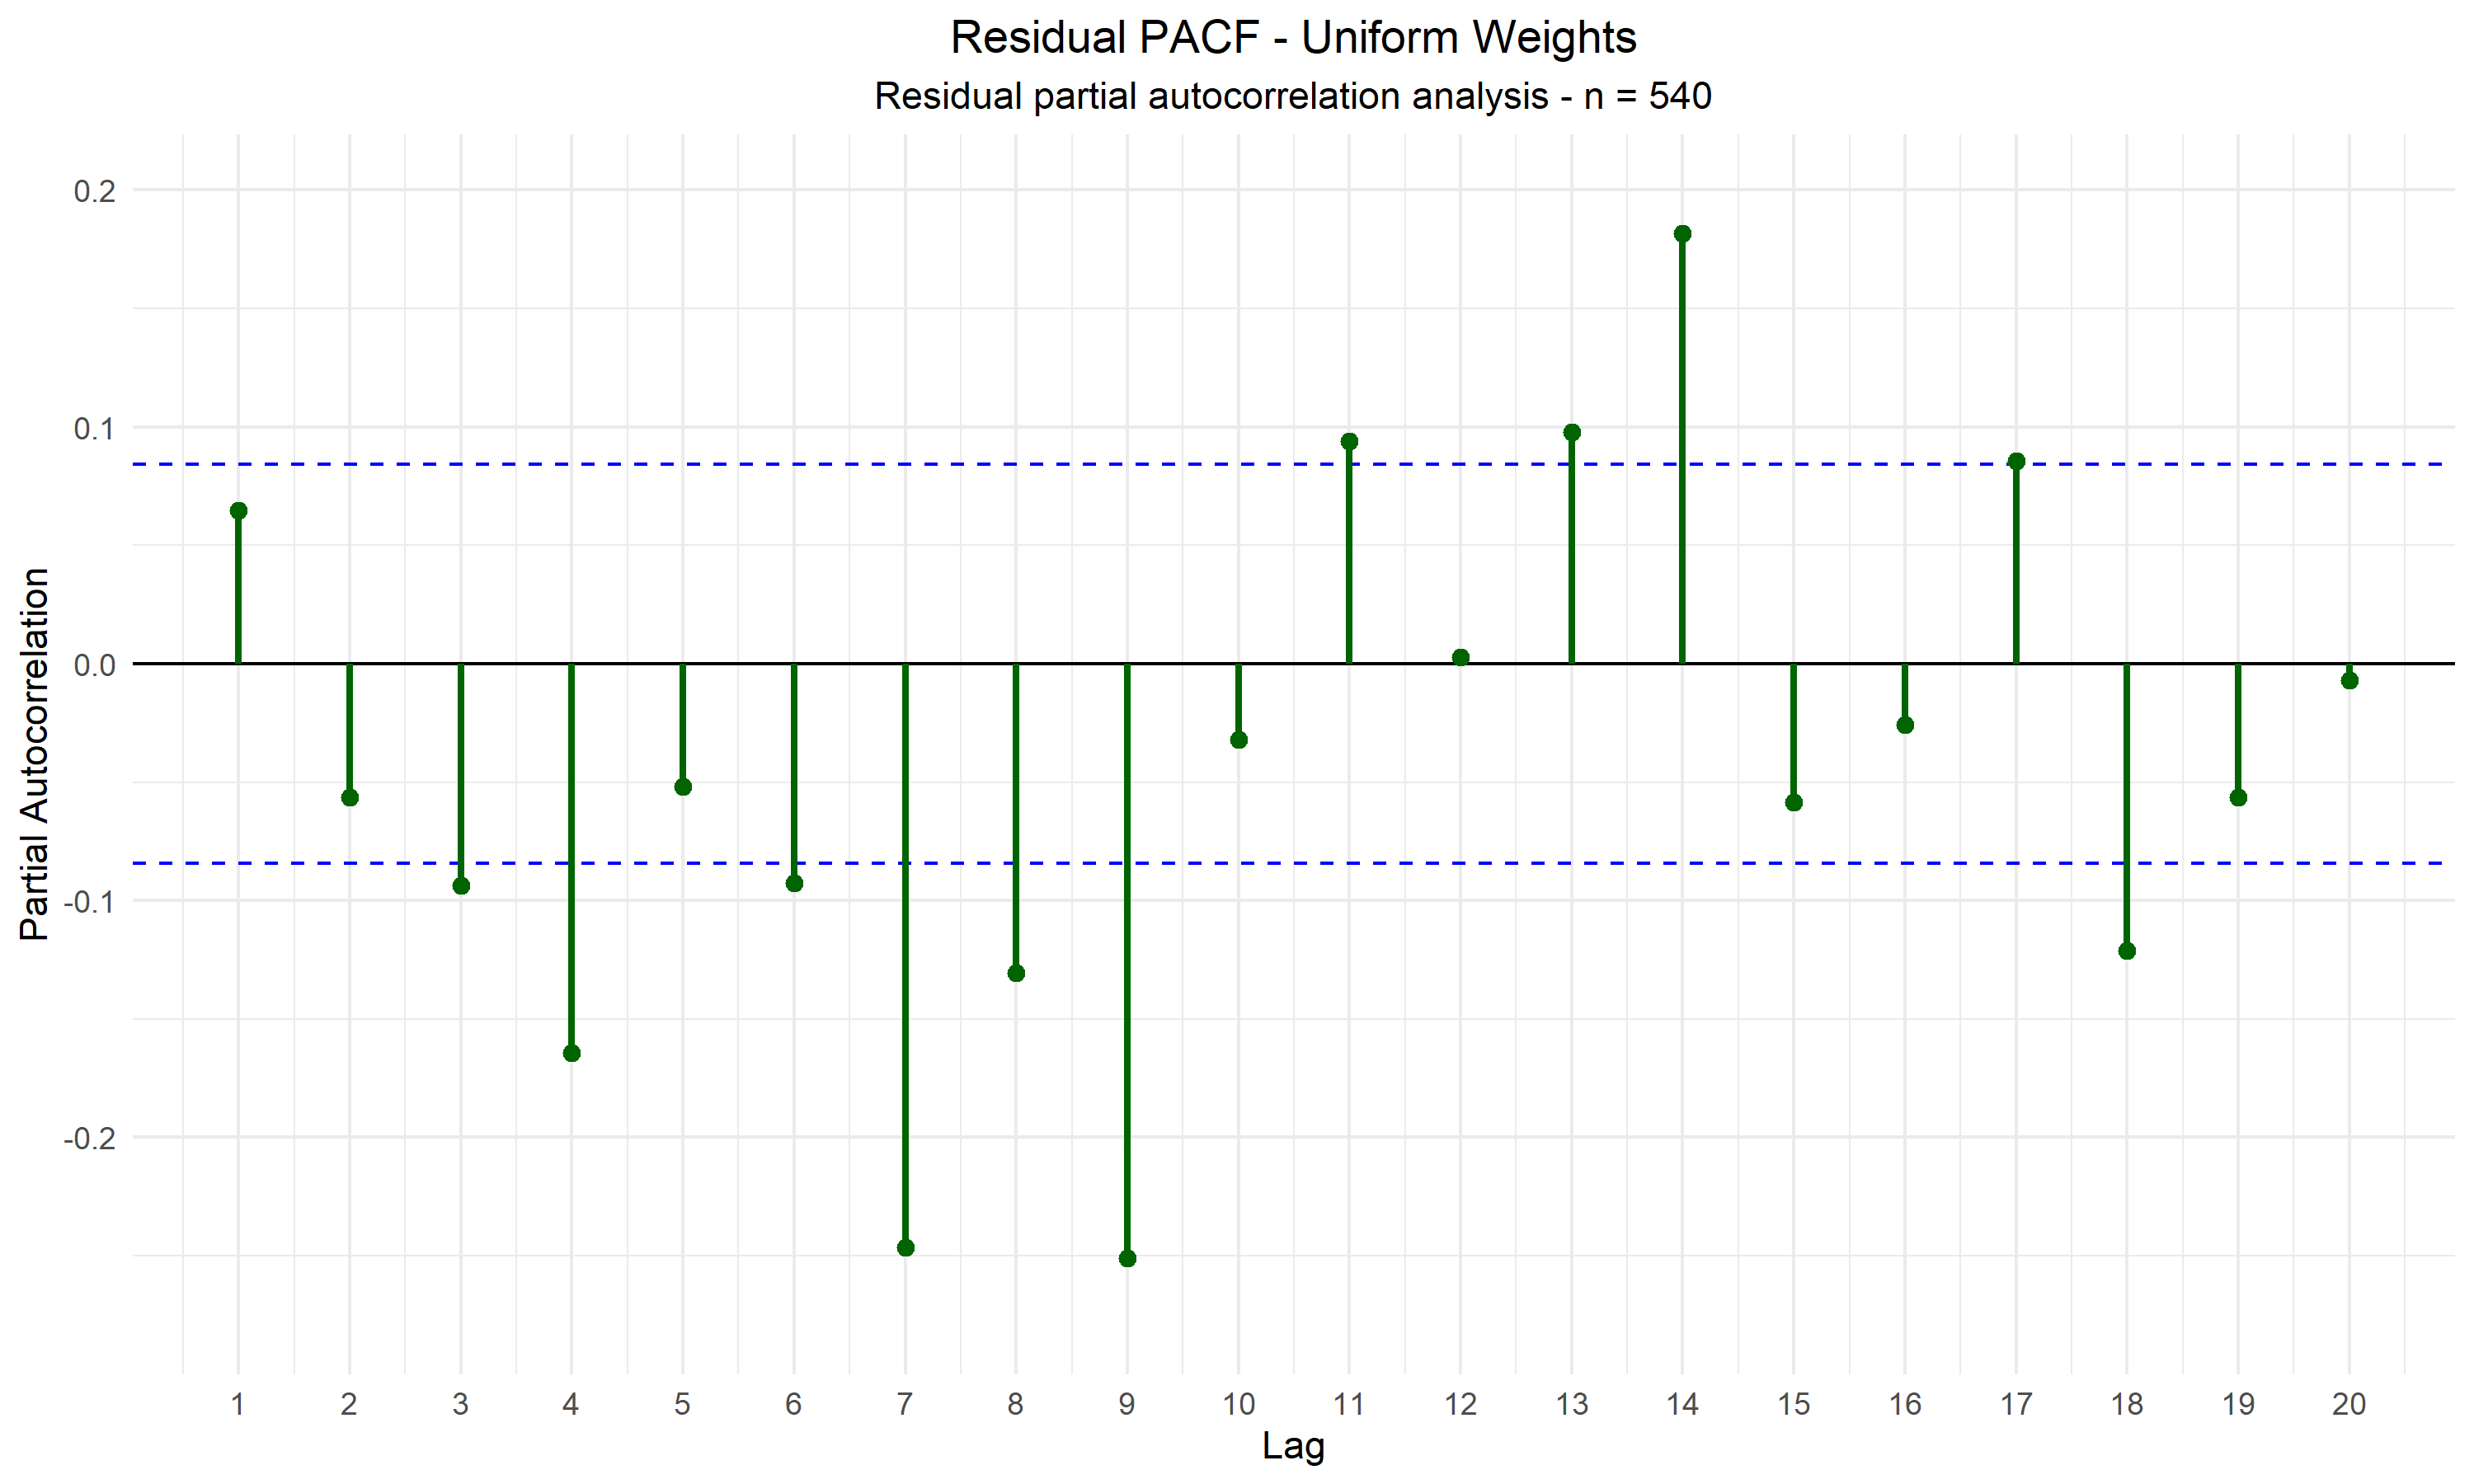 Residual PACF - Uniform Weights
Residual partial autocorrelation analysis - n = 540
Partial Autocorrelation
0.2
0.1
0.0
-0.1
-0.2
1 2 3 4 5 6 7 8 9 10 11 12 13 14 15 16 17 18 19 20
Lag